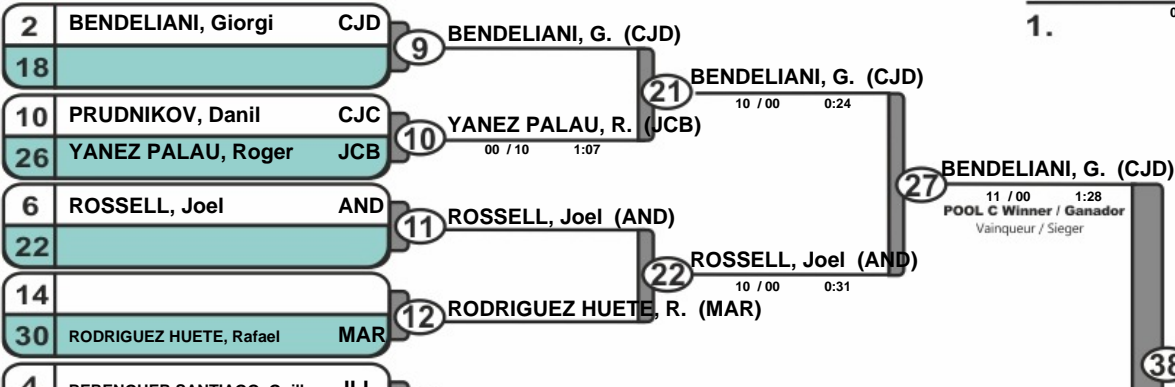 2 BENDELIANI, Giorgi CJD
18
9
BENDELIANI, G. (CJD)
10 PRUDNIKOV, Danil CJC
26 YANEZ PALAU, Roger JCB
10
YANEZ PALAU, R. (JCB)
00 / 10 1:07
21
BENDELIANI, G. (CJD)
10 / 00 0:24
6 ROSSELL, Joel AND
22
11
ROSSELL, Joel (AND)
14
30 RODRIGUEZ HUETE, Rafael MAR
12
RODRIGUEZ HUETE, R. (MAR)
22
ROSSELL, Joel (AND)
10 / 00 0:31
27
BENDELIANI, G. (CJD)
11 / 00 1:28
POOL C Winner / Ganador
Vainqueur / Sieger
1.
38
4